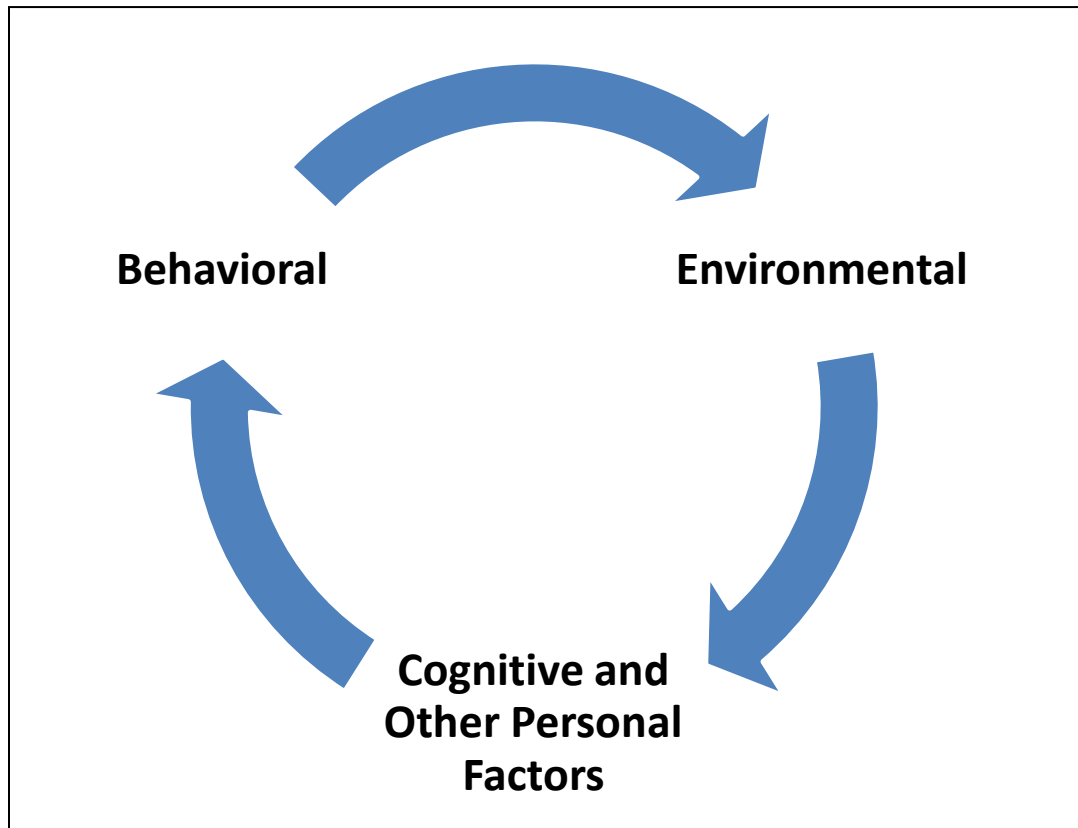 Behavioral
Environmental
Cognitive and
Other Personal
Factors